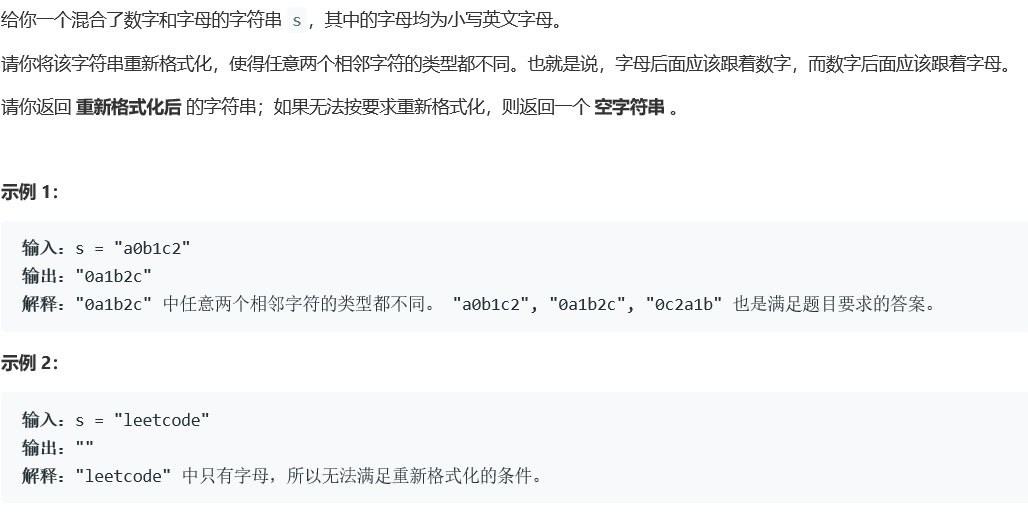 给你一个混合了数字和字母的字符串 s，其中的字母均为小写英文字母。
请你将该字符串重新格式化，使得任意两个相邻字符的类型都不同。也就是说，字母后面应该跟着数字，而数字后面应该跟着字母。
请你返回 重新格式化后 的字符串；如果无法按要求重新格式化，则返回一个 空字符串 。
示例 1：
输入：s = "a0b1c2"
输出："0a1b2c"
解释："0a1b2c" 中任意两个相邻字符的类型都不同。 "a0b1c2", "0a1b2c", "0c2a1b" 也是满足题目要求的答案。
示例 2：
输入：s = "leetcode"
输出：""
解释："leetcode" 中只有字母，所以无法满足重新格式化的条件。